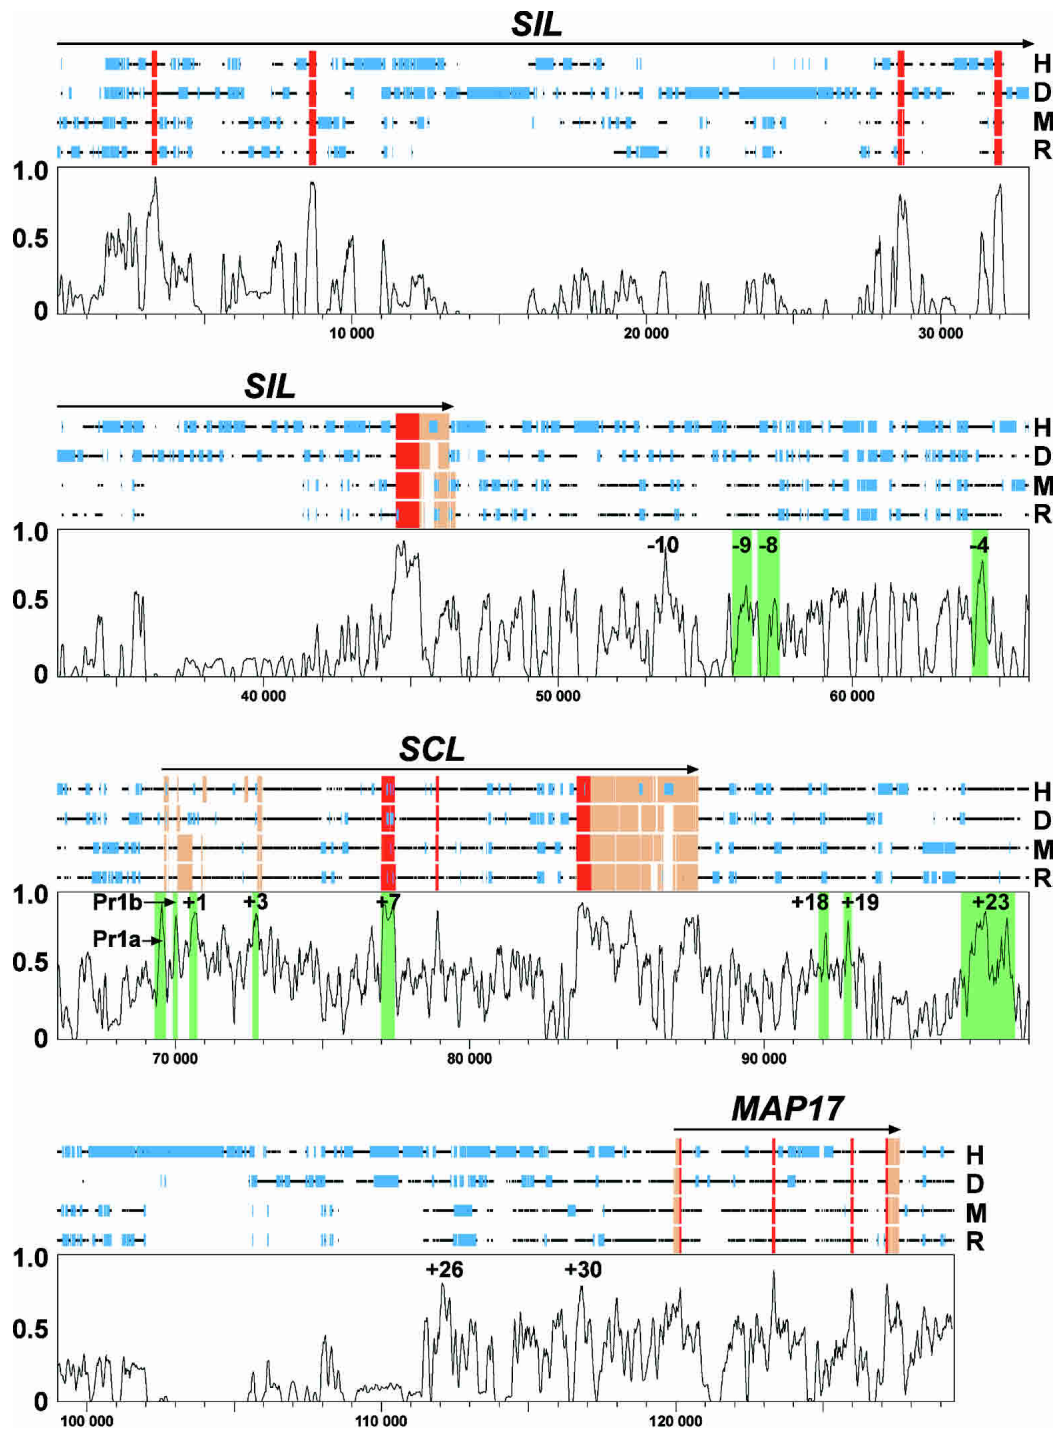 SIL
H
D
M
R
1.0
0.5
0
10 000 20 000 30 000
SIL
H
D
M
R
1.0
-10 -9 -8 -4
0.5
0
40 000 50 000 60 000
SCL
H
D
M
R
1.0
Pr1b +1 +3 +7 +18 +19 +23
Pr1a
0.5
0
70 000 80 000 90 000
MAP17
H
D
M
R
1.0
+26 +30
0.5
0
100 000 110 000 120 000